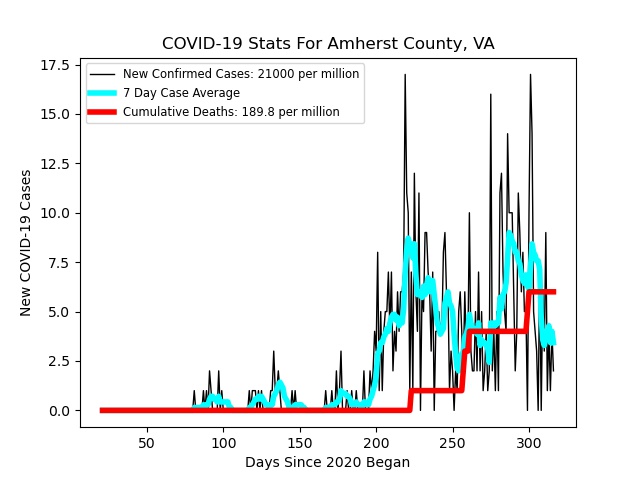 COVID-19 Stats For Amherst County, VA
New Confirmed Cases: 21000 per million
7 Day Case Average
Cumulative Deaths: 189.8 per million
New COVID-19 Cases
17.5
15.0
12.5
10.0
7.5
5.0
2.5
0.0
50 100 150 200 250 300
Days Since 2020 Began